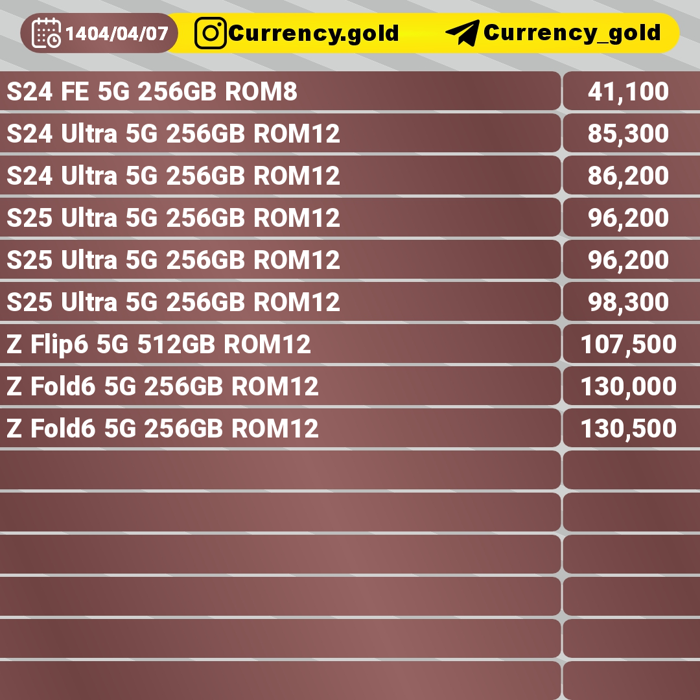 1404/04/07 Currency.gold Currency_gold
S24 FE 5G 256GB ROM8 41,100
S24 Ultra 5G 256GB ROM12 85,300
S24 Ultra 5G 256GB ROM12 86,200
S25 Ultra 5G 256GB ROM12 96,200
S25 Ultra 5G 256GB ROM12 96,200
S25 Ultra 5G 256GB ROM12 98,300
Z Flip6 5G 512GB ROM12 107,500
Z Fold6 5G 256GB ROM12 130,000
Z Fold6 5G 256GB ROM12 130,500